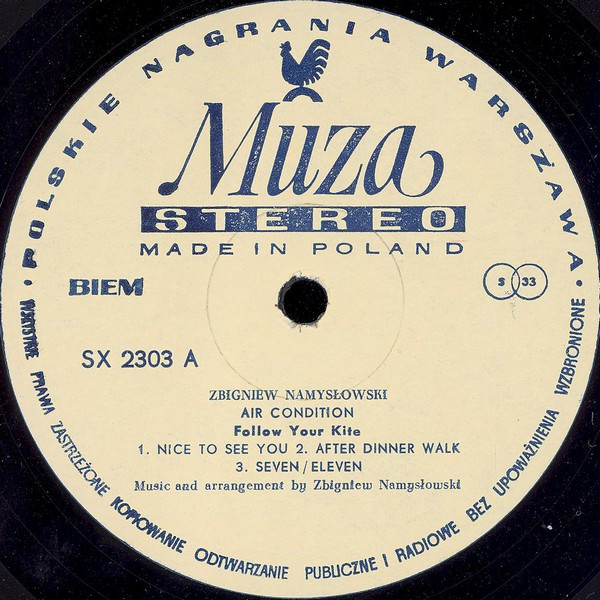 • POLSKIE NAGRANIA WARSZAWA •
Muza
STEREO
MADE IN POLAND
BIEM
S 33
SX 2303 A
ZBIGNIEW NAMYSŁOWSKI
AIR CONDITION
Follow Your Kite
1. NICE TO SEE YOU 2. AFTER DINNER WALK
3. SEVEN/ELEVEN
Music and arrangement by Zbigniew Namysłowski
WSZYSTKIE PRAWA ZASTRZEŻONE KOPIOWANIE ODTWARZANIE PUBLICZNE I RADIOWE BEZ UPOWAŻNIENIA WZBRONIONE